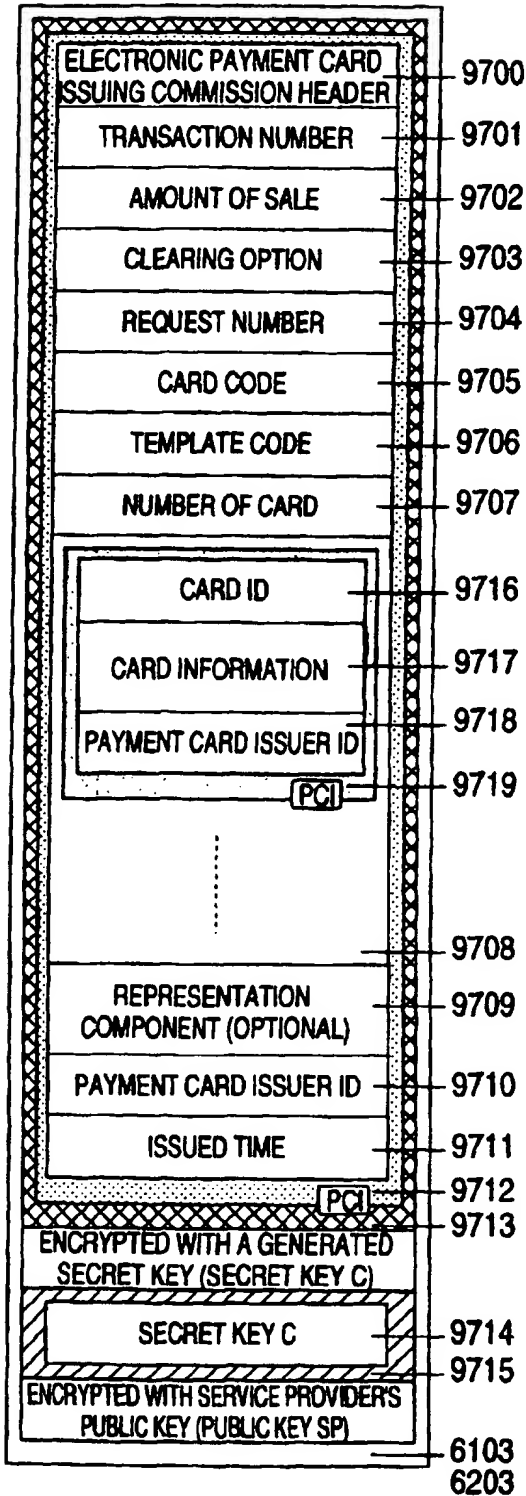 ELECTRONIC PAYMENT CARD
ISSUING COMMISSION HEADER
9700
TRANSACTION NUMBER
9701
AMOUNT OF SALE
9702
CLEARING OPTION
9703
REQUEST NUMBER
9704
CARD CODE
9705
TEMPLATE CODE
9706
NUMBER OF CARD
9707
CARD ID
9716
CARD INFORMATION
9717
PAYMENT CARD ISSUER ID
9718
PCI
9719
9708
REPRESENTATION
COMPONENT (OPTIONAL)
9709
PAYMENT CARD ISSUER ID
9710
ISSUED TIME
9711
PCI
9712
9713
ENCRYPTED WITH A GENERATED
SECRET KEY (SECRET KEY C)
SECRET KEY C
9714
9715
ENCRYPTED WITH SERVICE PROVIDER'S
PUBLIC KEY (PUBLIC KEY SP)
6103
6203